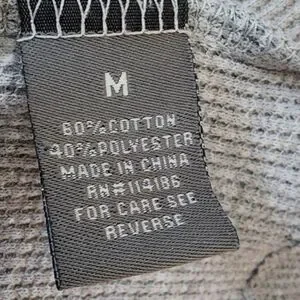 M
60%COTTON
40%POLYESTER
MADE IN CHINA
RN#114186
FOR CARE SEE
REVERSE